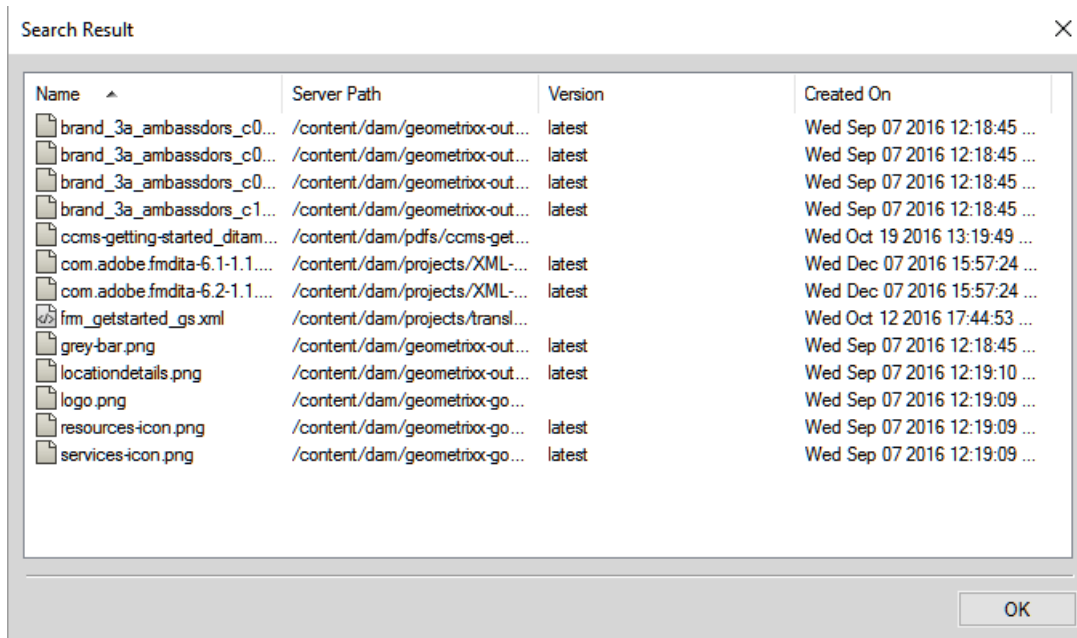 Search Result
Name Server Path Version Created On
brand_3a_ambassdors_c0... /content/dam/geometrixx-out... latest Wed Sep 07 2016 12:18:45 ...
brand_3a_ambassdors_c0... /content/dam/geometrixx-out... latest Wed Sep 07 2016 12:18:45 ...
brand_3a_ambassdors_c0... /content/dam/geometrixx-out... latest Wed Sep 07 2016 12:18:45 ...
brand_3a_ambassdors_c1... /content/dam/geometrixx-out... latest Wed Sep 07 2016 12:18:45 ...
ccms-getting-started_ditam... /content/dam/pdfs/ccms-get... Wed Oct 19 2016 13:19:49 ...
com.adobe.fmdita-6.1-1.1.... /content/dam/projects/XML-... latest Wed Dec 07 2016 15:57:24 ...
com.adobe.fmdita-6.2-1.1.... /content/dam/projects/XML-... latest Wed Dec 07 2016 15:57:24 ...
frm_getstarted_gs.xml /content/dam/projects/transl... Wed Oct 12 2016 17:44:53 ...
grey-bar.png /content/dam/geometrixx-out... latest Wed Sep 07 2016 12:18:45 ...
locationdetails.png /content/dam/geometrixx-out... latest Wed Sep 07 2016 12:19:10 ...
logo.png /content/dam/geometrixx-go... Wed Sep 07 2016 12:19:09 ...
resources-icon.png /content/dam/geometrixx-go... latest Wed Sep 07 2016 12:19:09 ...
services-icon.png /content/dam/geometrixx-go... latest Wed Sep 07 2016 12:19:09 ...
OK